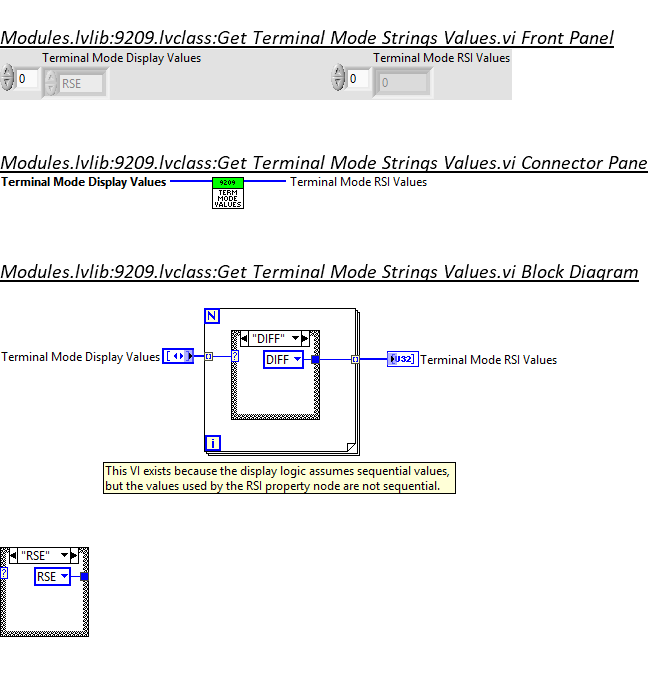 Modules.lvlib:9209.lvclass:Get Terminal Mode Strings Values.vi Front Panel
Terminal Mode Display Values Terminal Mode RSI Values
0 RSE 0 0
Modules.lvlib:9209.lvclass:Get Terminal Mode Strings Values.vi Connector Pane
Terminal Mode Display Values 9209 Terminal Mode RSI Values
TERM
MODE
VALUES
Modules.lvlib:9209.lvclass:Get Terminal Mode Strings Values.vi Block Diagram
N
"DIFF"
Terminal Mode Display Values ? DIFF U32 Terminal Mode RSI Values
i
This VI exists because the display logic assumes sequential values,
but the values used by the RSI property node are not sequential.
"RSE"
? RSE